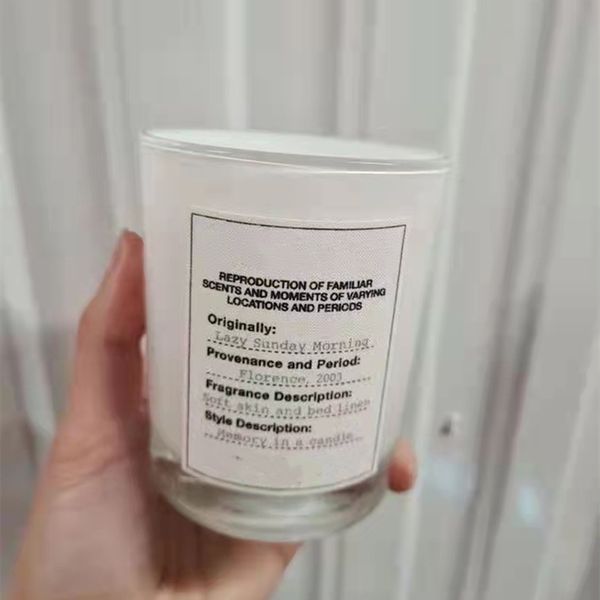 REPRODUCTION OF FAMILIAR
SCENTS AND MOMENTS OF VARYING
LOCATIONS AND PERIODS
Originally:
Lazy Sunday Morning
Provenance and Period:
Florence, 2003
Fragrance Description:
Soft skin and bed linen
Style Description:
Memory in a candle